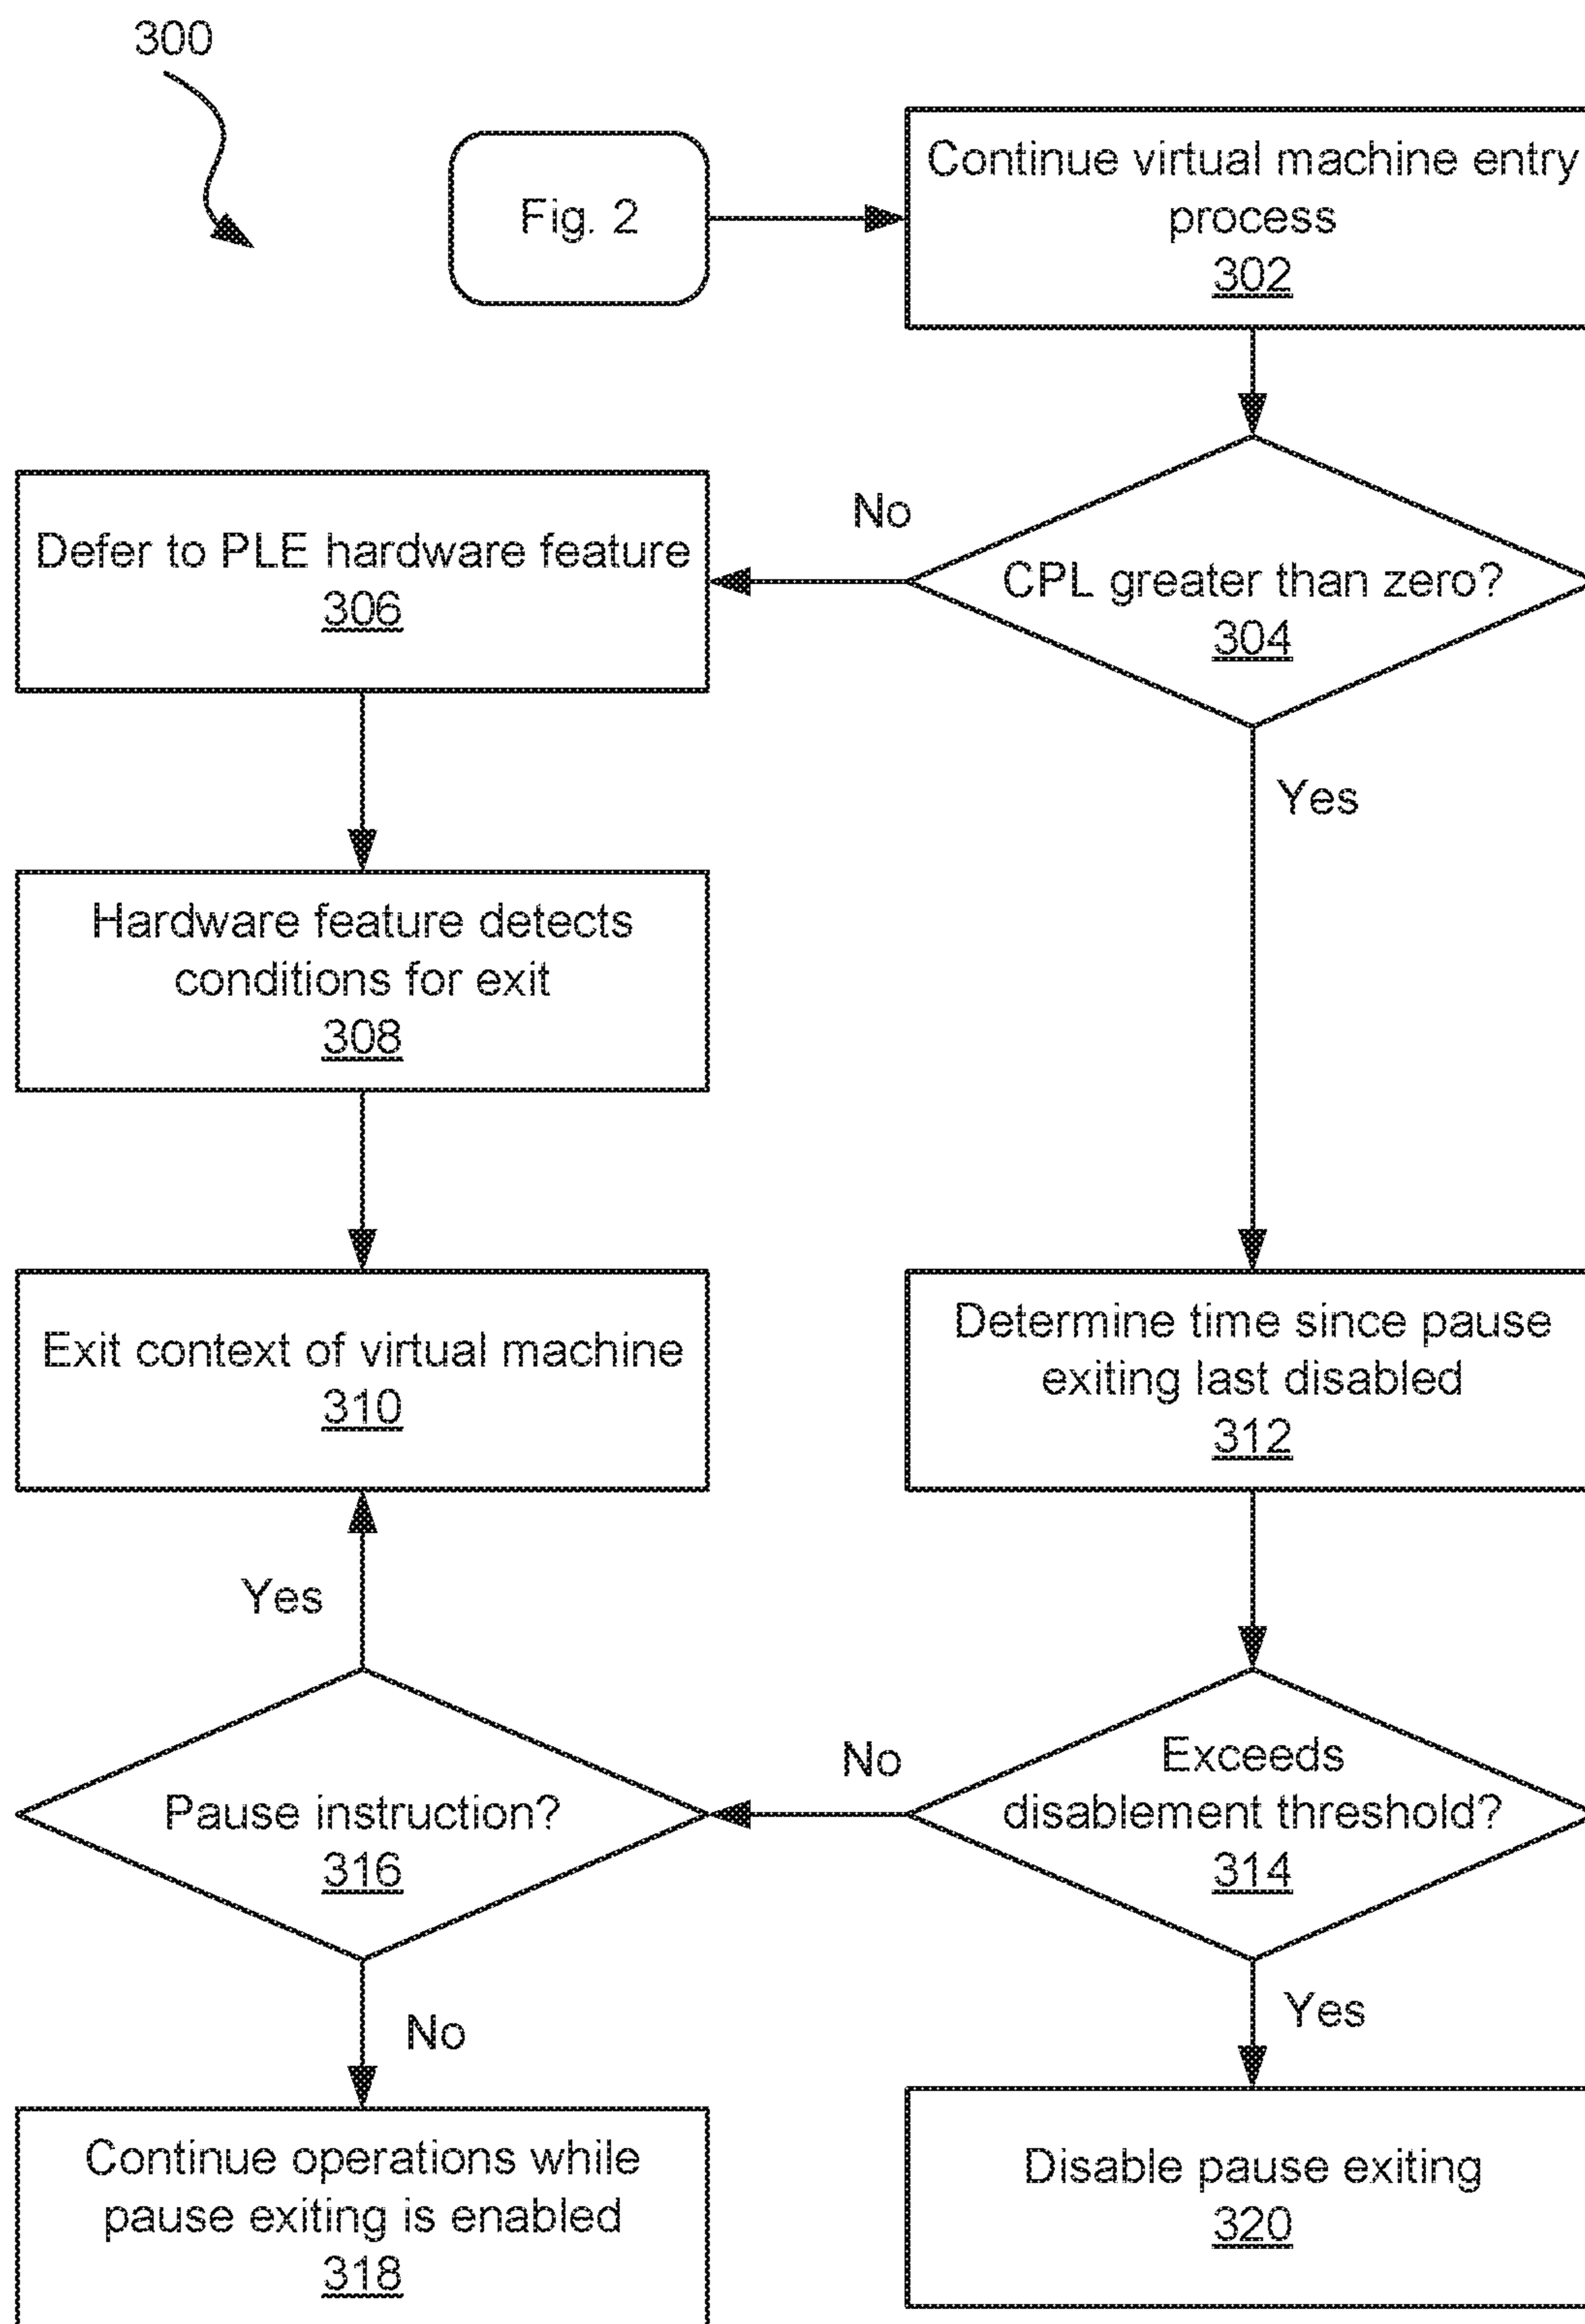 300
Fig. 2
Continue virtual machine entry
process
302
No
Defer to PLE hardware feature
306
CPL greater than zero?
304
Yes
Hardware feature detects
conditions for exit
308
Exit context of virtual machine
310
Determine time since pause
exiting last disabled
312
Yes
No
Pause instruction?
316
Exceeds
disablement threshold?
314
No
Yes
Continue operations while
pause exiting is enabled
318
Disable pause exiting
320